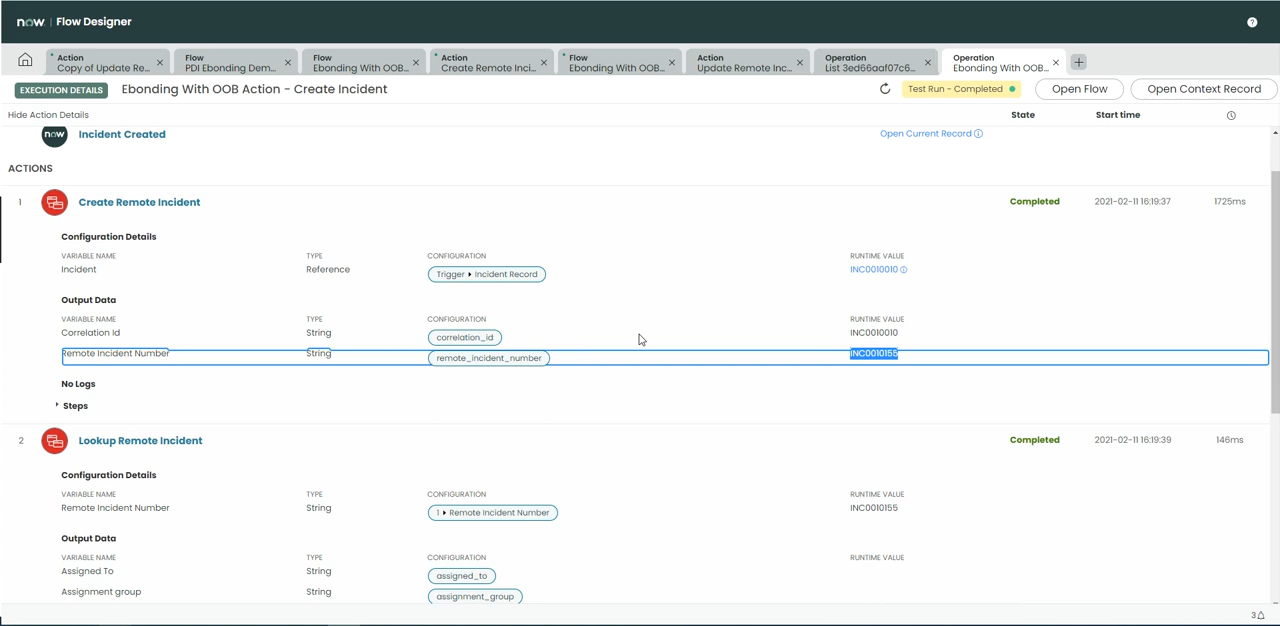 now | Flow Designer
Action Flow Flow Action Flow Action Operation Operation
Copy of Update Re... PDI Ebonding Dem... Ebonding With OOB... Create Remote Inci... Ebonding With OOB... Update Remote Inc... List 3ed66aaf07c6... Ebonding With OOB...
EXECUTION DETAILS Ebonding With OOB Action - Create Incident Test Run - Completed Open Flow Open Context Record
Hide Action Details State Start time
now Incident Created Open Current Record
ACTIONS
1 Create Remote Incident Completed 2021-02-11 16:19:37 1725ms
Configuration Details
VARIABLE NAME TYPE CONFIGURATION RUNTIME VALUE
Incident Reference Trigger ▸ Incident Record INC0010010
Output Data
VARIABLE NAME TYPE CONFIGURATION RUNTIME VALUE
Correlation Id String correlation_id INC0010010
Remote Incident Number String remote_incident_number INC0010155
No Logs
Steps
2 Lookup Remote Incident Completed 2021-02-11 16:19:39 146ms
Configuration Details
VARIABLE NAME TYPE CONFIGURATION RUNTIME VALUE
Remote Incident Number String 1 ▸ Remote Incident Number INC0010155
Output Data
VARIABLE NAME TYPE CONFIGURATION RUNTIME VALUE
Assigned To String assigned_to
Assignment group String assignment_group
3